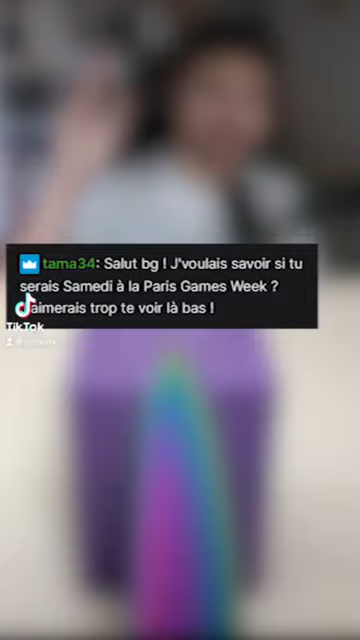 tama34: Salut bg ! J'voulais savoir si tu
serais Samedi à la Paris Games Week ?
J'aimerais trop te voir là bas !
TikTok